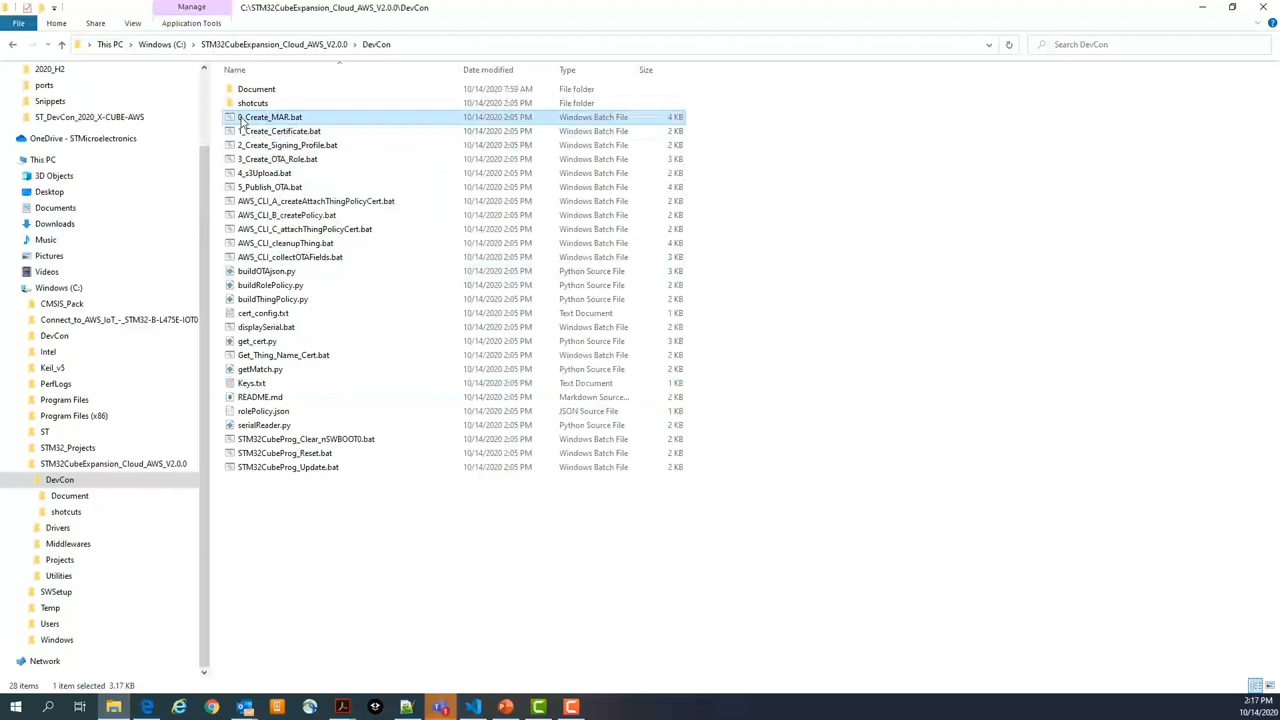 Manage
C:\STM32CubeExpansion_Cloud_AWS_V2.0.0\DevCon
File Home Share View Application Tools
This PC > Windows (C:) > STM32CubeExpansion_Cloud_AWS_V2.0.0 > DevCon
Search DevCon
2020_H2
ports
Snippets
ST_DevCon_2020_X-CUBE-AWS
OneDrive - STMicroelectronics
This PC
3D Objects
Desktop
Documents
Downloads
Music
Pictures
Videos
Windows (C:)
CMSIS_Pack
Connect_to_AWS_IoT_-_STM32-B-L475E-IOT0
DevCon
Intel
Keil_v5
PerfLogs
Program Files
Program Files (x86)
ST
STM32_Projects
STM32CubeExpansion_Cloud_AWS_V2.0.0
DevCon
Document
shotcuts
Drivers
Middlewares
Projects
Utilities
SWSetup
Temp
Users
Windows
Network
Name Date modified Type Size
Document 10/14/2020 7:59 AM File folder
shotcuts 10/14/2020 2:05 PM File folder
0_Create_MAR.bat 10/14/2020 2:05 PM Windows Batch File 4 KB
1_Create_Certificate.bat 10/14/2020 2:05 PM Windows Batch File 2 KB
2_Create_Signing_Profile.bat 10/14/2020 2:05 PM Windows Batch File 2 KB
3_Create_OTA_Role.bat 10/14/2020 2:05 PM Windows Batch File 3 KB
4_s3Upload.bat 10/14/2020 2:05 PM Windows Batch File 2 KB
5_Publish_OTA.bat 10/14/2020 2:05 PM Windows Batch File 4 KB
AWS_CLI_A_createAttachThingPolicyCert.bat 10/14/2020 2:05 PM Windows Batch File 2 KB
AWS_CLI_B_createPolicy.bat 10/14/2020 2:05 PM Windows Batch File 2 KB
AWS_CLI_C_attachThingPolicyCert.bat 10/14/2020 2:05 PM Windows Batch File 2 KB
AWS_CLI_cleanupThing.bat 10/14/2020 2:05 PM Windows Batch File 4 KB
AWS_CLI_collectOTAFields.bat 10/14/2020 2:05 PM Windows Batch File 3 KB
buildOTAjson.py 10/14/2020 2:05 PM Python Source File 3 KB
buildRolePolicy.py 10/14/2020 2:05 PM Python Source File 2 KB
buildThingPolicy.py 10/14/2020 2:05 PM Python Source File 2 KB
cert_config.txt 10/14/2020 2:05 PM Text Document 1 KB
displaySerial.bat 10/14/2020 2:05 PM Windows Batch File 2 KB
get_cert.py 10/14/2020 2:05 PM Python Source File 3 KB
Get_Thing_Name_Cert.bat 10/14/2020 2:05 PM Windows Batch File 2 KB
getMatch.py 10/14/2020 2:05 PM Python Source File 2 KB
Keys.txt 10/14/2020 2:05 PM Text Document 1 KB
README.md 10/14/2020 2:05 PM Markdown Source... 2 KB
rolePolicy.json 10/14/2020 2:05 PM JSON Source File 1 KB
serialReader.py 10/14/2020 2:05 PM Python Source File 2 KB
STM32CubeProg_Clear_nSWBOOT0.bat 10/14/2020 2:05 PM Windows Batch File 2 KB
STM32CubeProg_Reset.bat 10/14/2020 2:05 PM Windows Batch File 2 KB
STM32CubeProg_Update.bat 10/14/2020 2:05 PM Windows Batch File 2 KB
28 items 1 item selected 3.17 KB
2:17 PM
10/14/2020